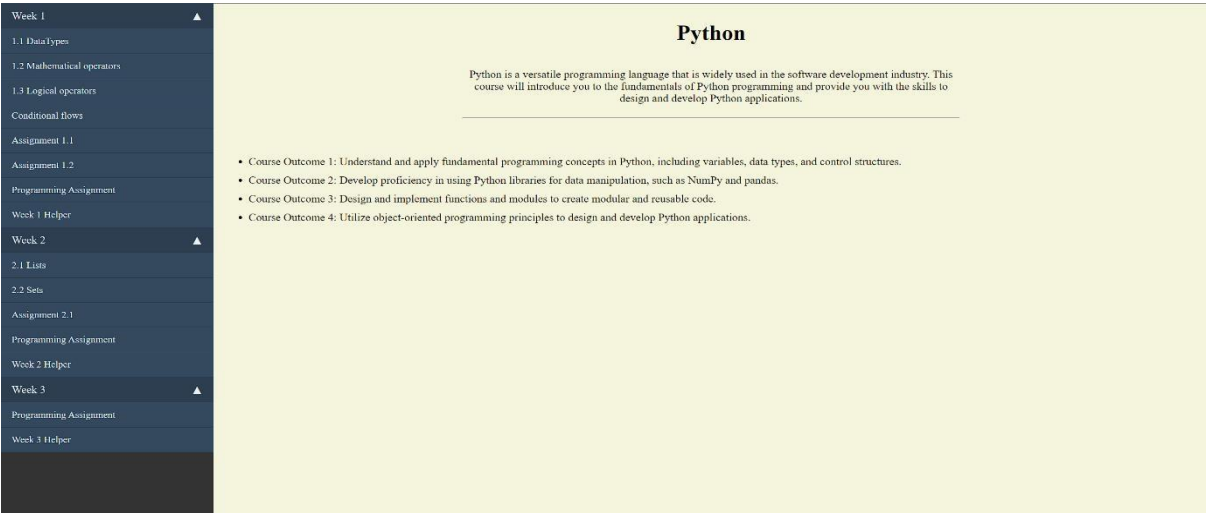 Week 1 ▲
1.1 DataTypes
1.2 Mathematical operators
1.3 Logical operators
Conditional flows
Assignment 1.1
Assignment 1.2
Programming Assignment
Week 1 Helper
Week 2 ▲
2.1 Lists
2.2 Sets
Assignment 2.1
Programming Assignment
Week 2 Helper
Week 3 ▲
Programming Assignment
Week 3 Helper
Python
Python is a versatile programming language that is widely used in the software development industry. This
course will introduce you to the fundamentals of Python programming and provide you with the skills to
design and develop Python applications.
• Course Outcome 1: Understand and apply fundamental programming concepts in Python, including variables, data types, and control structures.
• Course Outcome 2: Develop proficiency in using Python libraries for data manipulation, such as NumPy and pandas.
• Course Outcome 3: Design and implement functions and modules to create modular and reusable code.
• Course Outcome 4: Utilize object-oriented programming principles to design and develop Python applications.